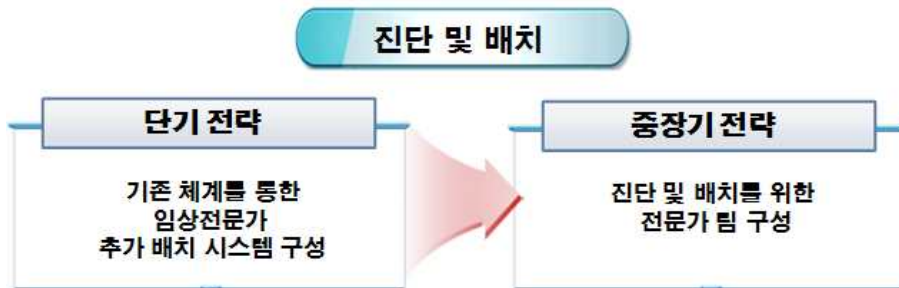 진단 및 배치
단기 전략
기존 체계를 통한
임상전문가
추가 배치 시스템 구성
중장기 전략
진단 및 배치를 위한
전문가 팀 구성